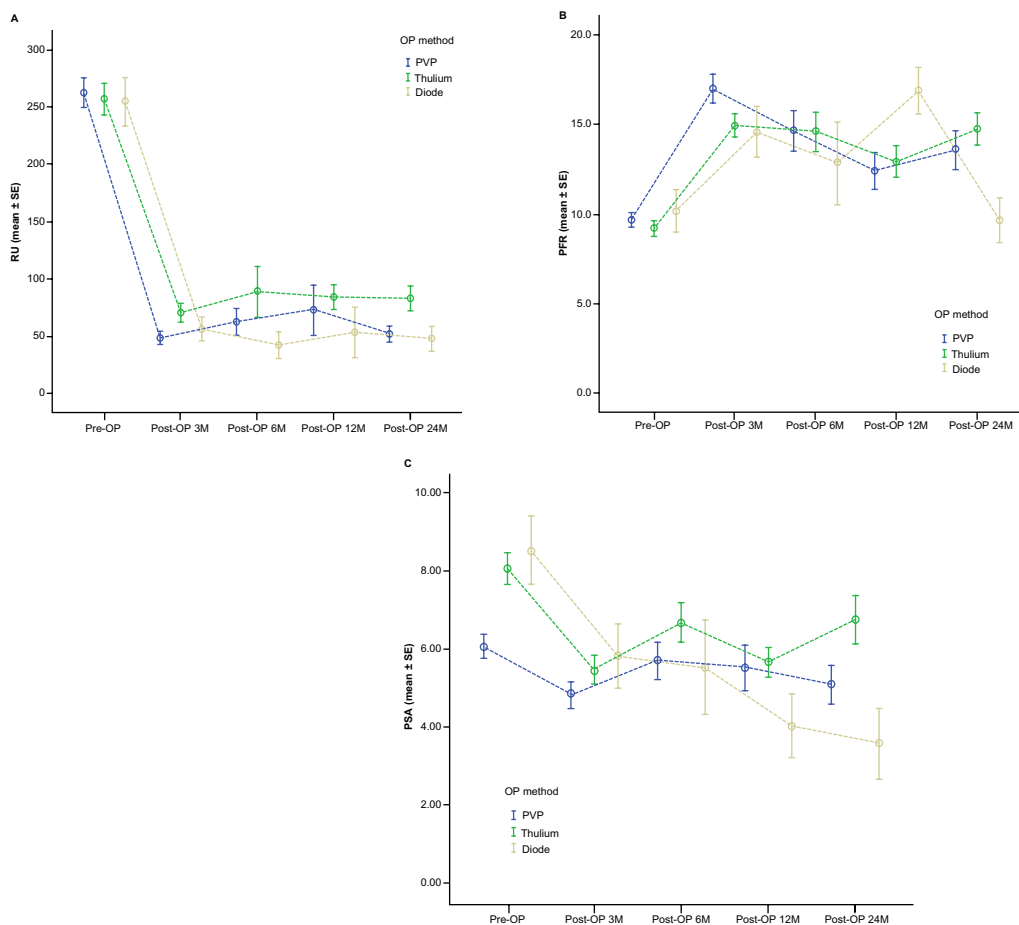 A
OP method
PVP
Thulium
Diode
RU (mean ± SE)
300
250
200
150
100
50
0
Pre-OP Post-OP 3M Post-OP 6M Post-OP 12M Post-OP 24M
B
20.0
15.0
10.0
5.0
0.0
PFR (mean ± SE)
OP method
PVP
Thulium
Diode
Pre-OP Post-OP 3M Post-OP 6M Post-OP 12M Post-OP 24M
C
10.00
8.00
6.00
4.00
2.00
0.00
PSA (mean ± SE)
OP method
PVP
Thulium
Diode
Pre-OP Post-OP 3M Post-OP 6M Post-OP 12M Post-OP 24M